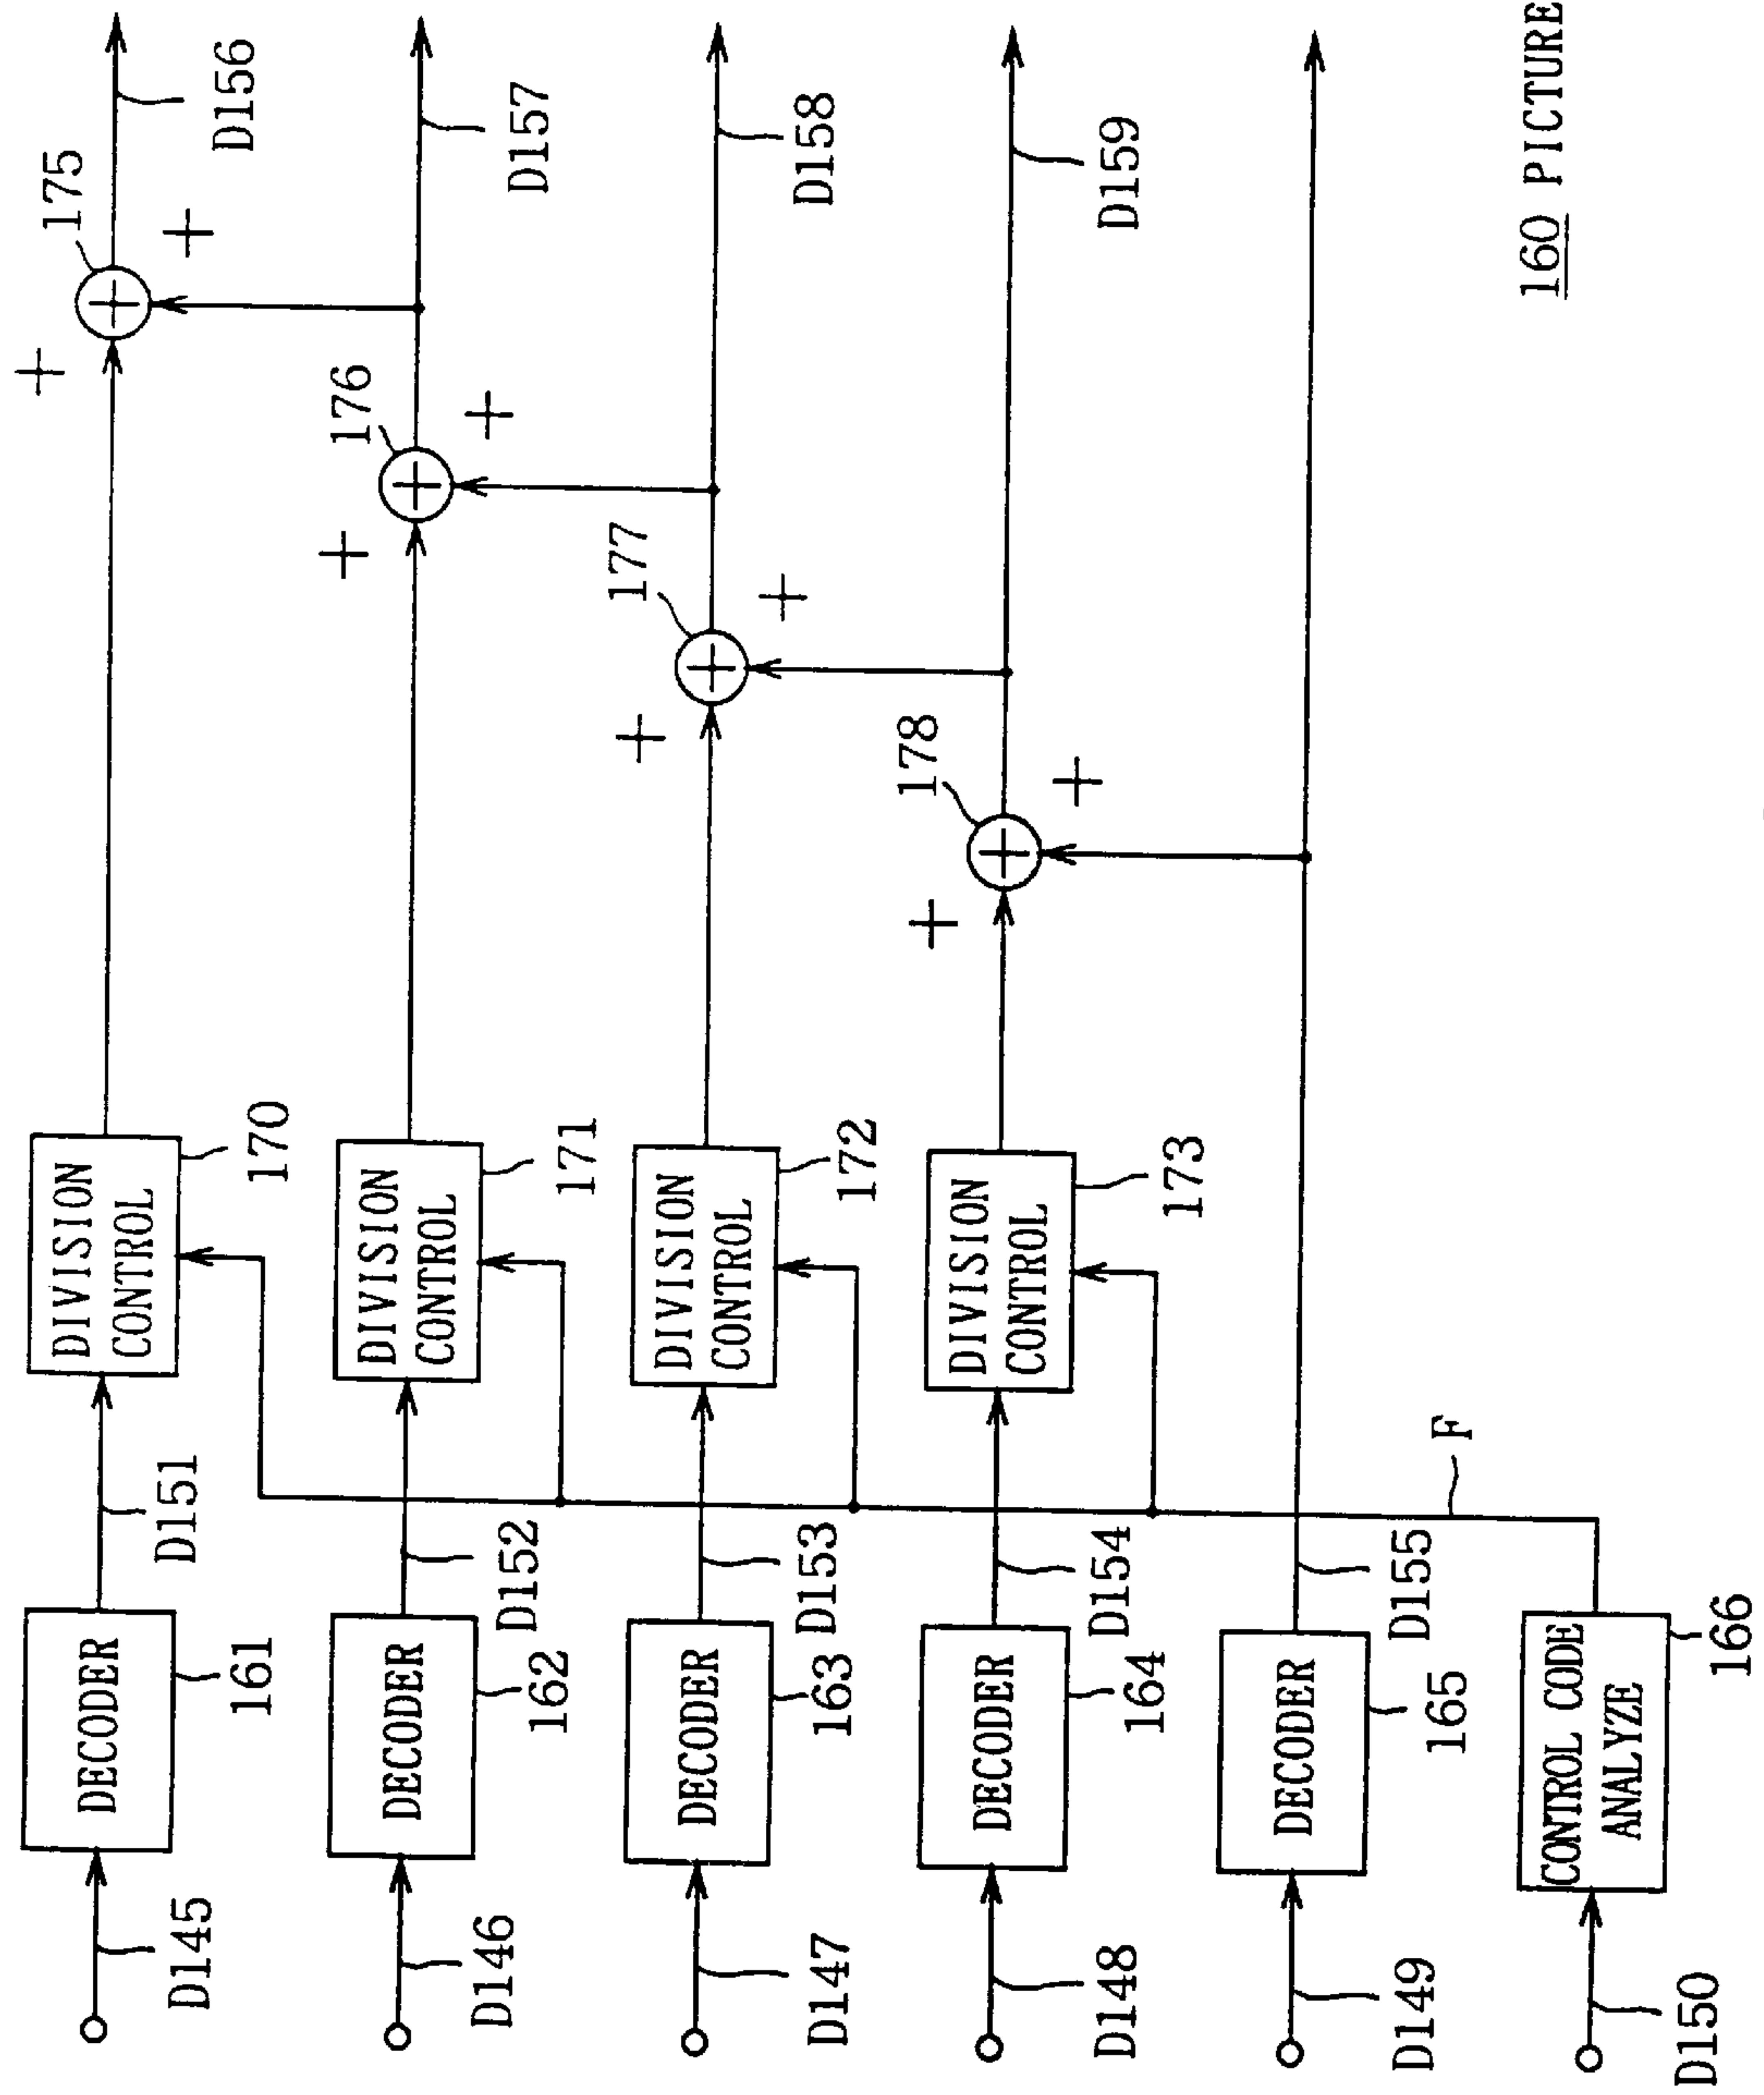 D145
DECODER
161
D151
DIVISION
CONTROL
170
+
175
+
D156
D146
DECODER
162
D152
DIVISION
CONTROL
171
+
176
+
D157
D147
DECODER
163
D153
DIVISION
CONTROL
172
+
177
+
D158
D148
DECODER
164
D154
DIVISION
CONTROL
173
+
178
+
D159
D149
DECODER
165
D155
F
D150
CONTROL CODE
ANALYZE
166
160 PICTURE